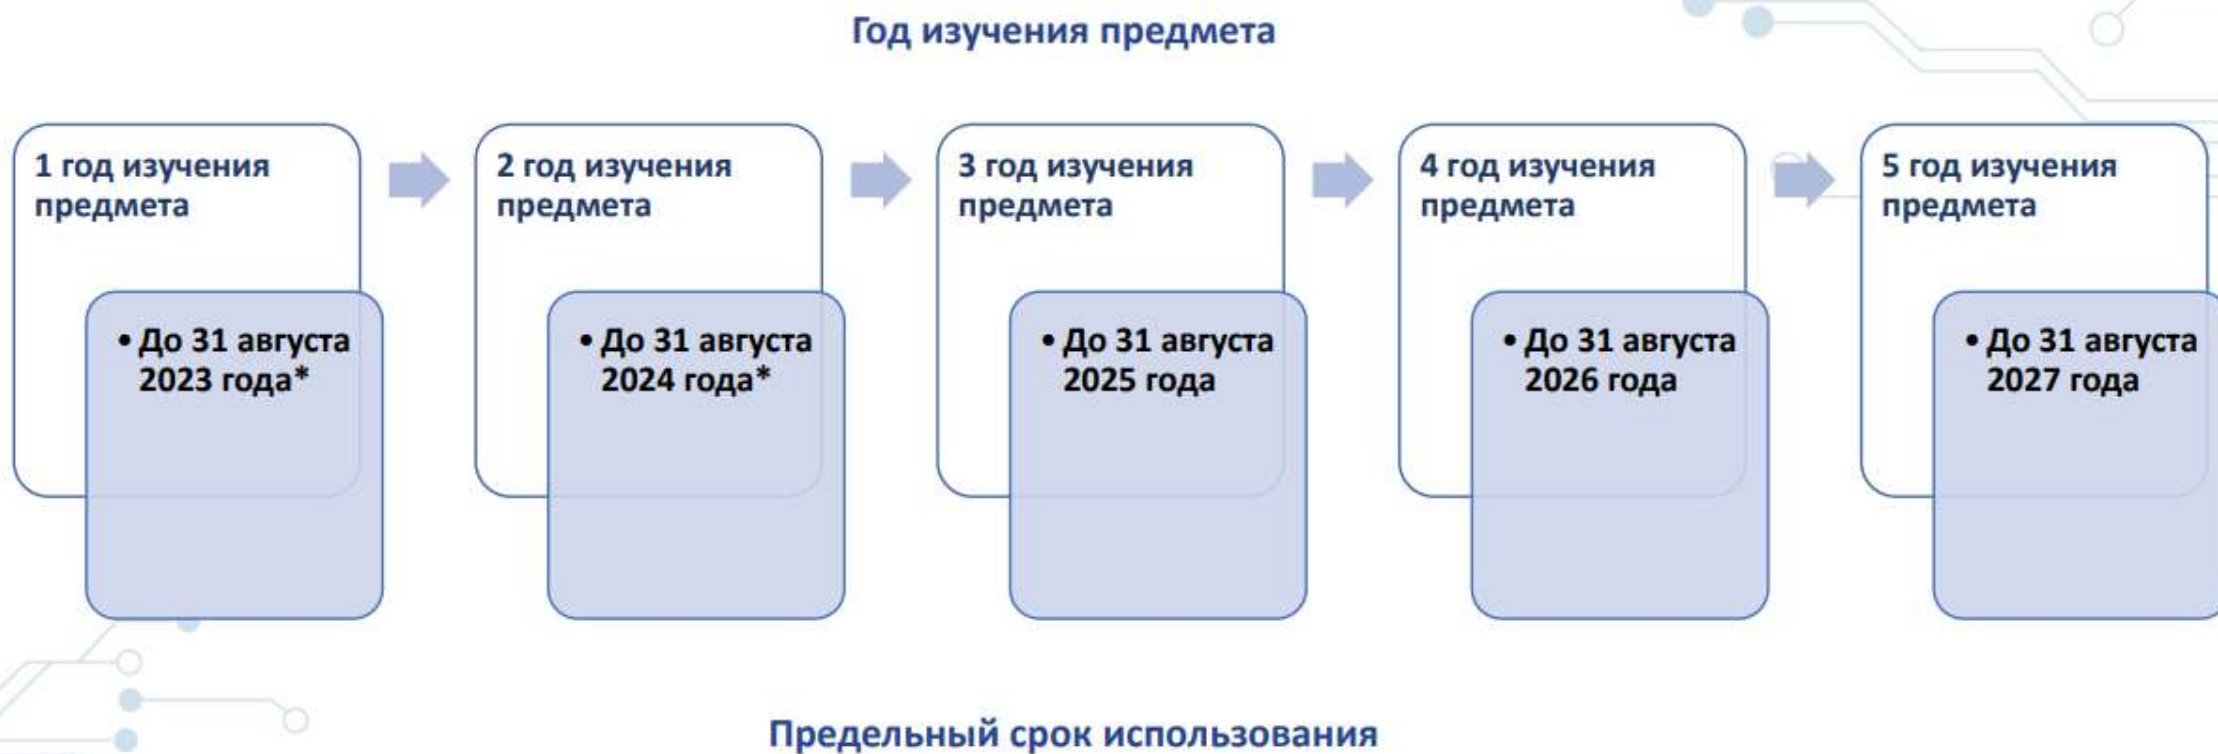 Год изучения предмета
1 год изучения
предмета
• До 31 августа
2023 года*
2 год изучения
предмета
• До 31 августа
2024 года*
3 год изучения
предмета
• До 31 августа
2025 года
4 год изучения
предмета
• До 31 августа
2026 года
5 год изучения
предмета
• До 31 августа
2027 года
Предельный срок использования